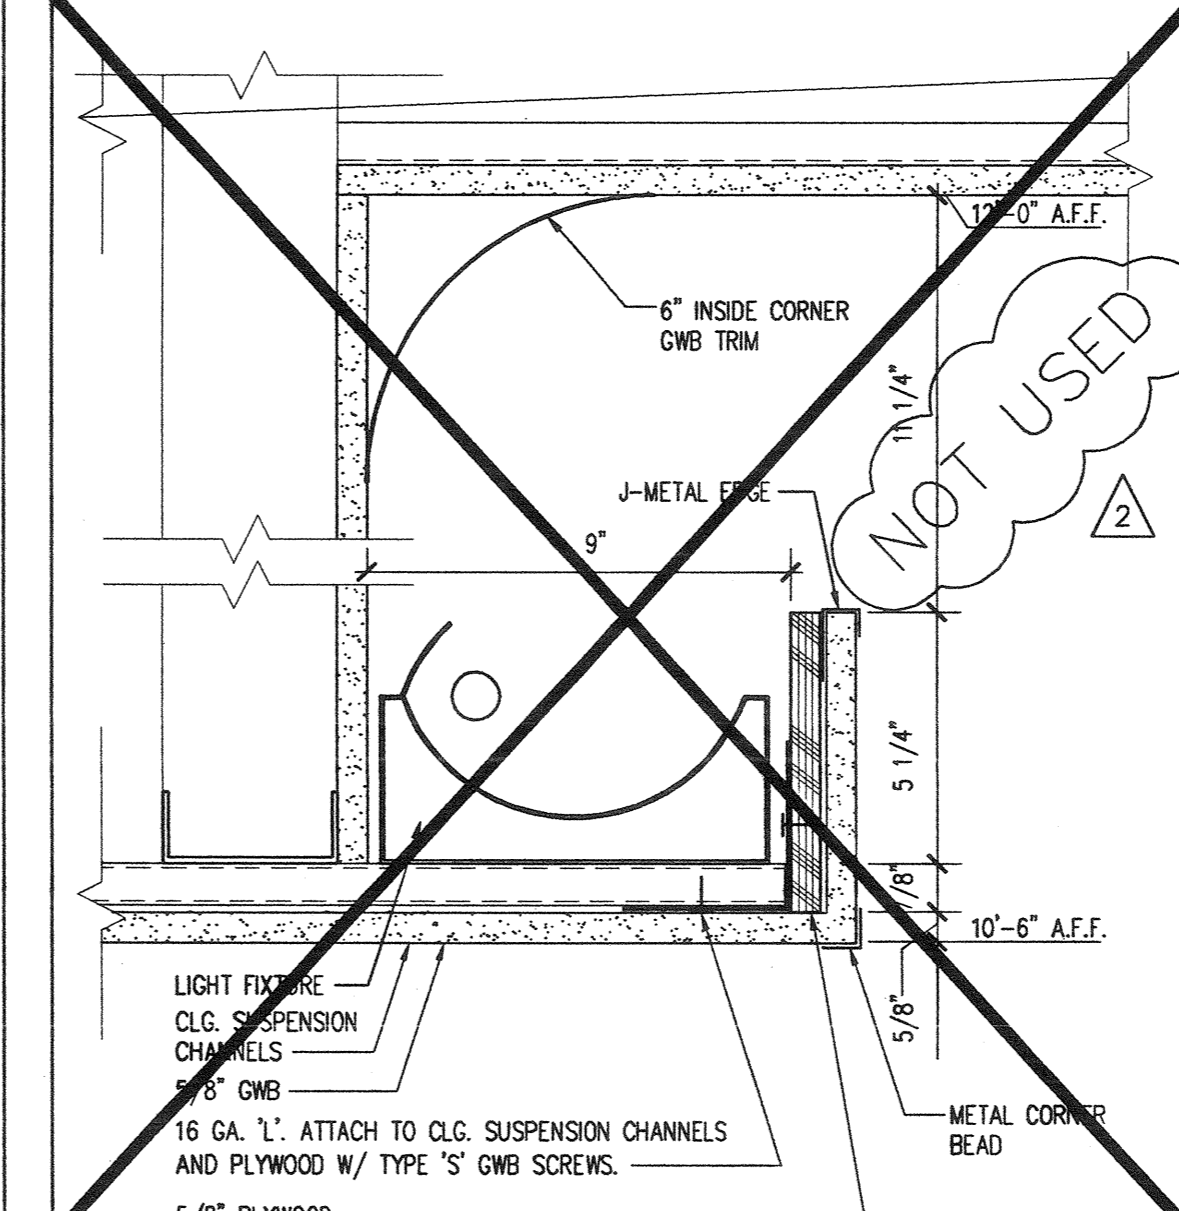 12'-0" A.F.F.
6" INSIDE CORNER
GWB TRIM
11 1/4"
NOT USED
J-METAL EDGE
2
9"
5 1/4"
7/8"
10'-6" A.F.F.
5/8"
LIGHT FIXTURE
CLG. SUSPENSION
CHANNELS
5/8" GWB
16 GA. 'L'. ATTACH TO CLG. SUSPENSION CHANNELS
AND PLYWOOD W/ TYPE 'S' GWB SCREWS.
METAL CORNER
BEAD
5/8" PLYWOOD